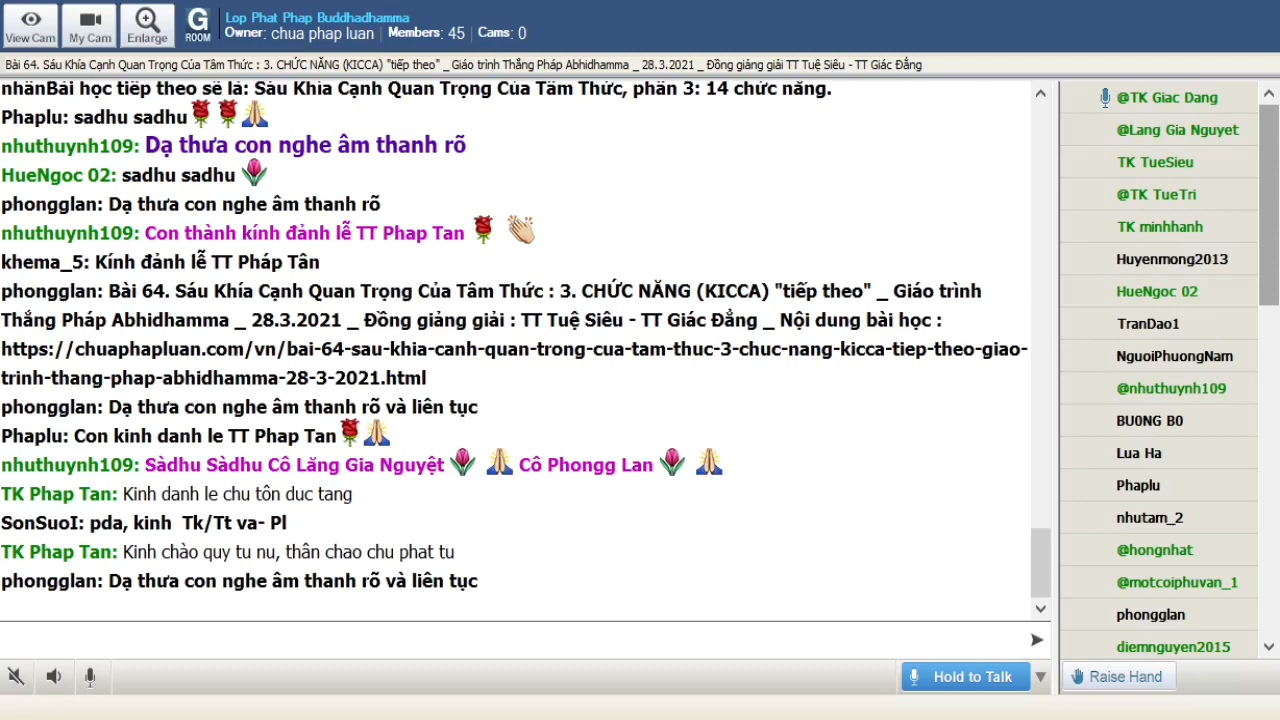 View Cam
My Cam
Enlarge
G
ROOM
Lop Phat Phap Buddhadhamma
Owner: chua phap luan | Members: 45 | Cams: 0
Bài 64. Sáu Khía Cạnh Quan Trọng Của Tâm Thức : 3. CHỨC NĂNG (KICCA) "tiếp theo" _ Giáo trình Thắng Pháp Abhidhamma _ 28.3.2021 _ Đồng giảng giải TT Tuệ Siêu - TT Giác Đẳng
nhânBài học tiếp theo sẽ là: Sáu Khía Cạnh Quan Trọng Của Tâm Thức, phần 3: 14 chức năng.
Phaplu: sadhu sadhu
nhuthuynh109: Dạ thưa con nghe âm thanh rõ
HueNgoc 02: sadhu sadhu
phongglan: Dạ thưa con nghe âm thanh rõ
nhuthuynh109: Con thành kính đảnh lễ TT Phap Tan
khema_5: Kính đảnh lễ TT Pháp Tân
phongglan: Bài 64. Sáu Khía Cạnh Quan Trọng Của Tâm Thức : 3. CHỨC NĂNG (KICCA) "tiếp theo" _ Giáo trình
Thắng Pháp Abhidhamma _ 28.3.2021 _ Đồng giảng giải : TT Tuệ Siêu - TT Giác Đẳng _ Nội dung bài học :
https://chuaphapluan.com/vn/bai-64-sau-khia-canh-quan-trong-cua-tam-thuc-3-chuc-nang-kicca-tiep-theo-giao-
trinh-thang-phap-abhidhamma-28-3-2021.html
phongglan: Dạ thưa con nghe âm thanh rõ và liên tục
Phaplu: Con kinh danh le TT Phap Tan
nhuthuynh109: Sàdhu Sàdhu Cô Lăng Gia Nguyệt Cô Phongg Lan
TK Phap Tan: Kinh danh le chu tôn duc tang
SonSuoI: pda, kinh Tk/Tt va- Pl
TK Phap Tan: Kinh chào quy tu nu, thân chao chu phat tu
phongglan: Dạ thưa con nghe âm thanh rõ và liên tục
@TK Giac Dang
@Lang Gia Nguyet
TK TueSieu
@TK TueTri
TK minhhanh
Huyenmong2013
HueNgoc 02
TranDao1
NguoiPhuongNam
@nhuthuynh109
BU0NG B0
Lua Ha
Phaplu
nhutam_2
@hongnhat
@motcoiphuvan_1
phongglan
diemnguyen2015
Hold to Talk
Raise Hand